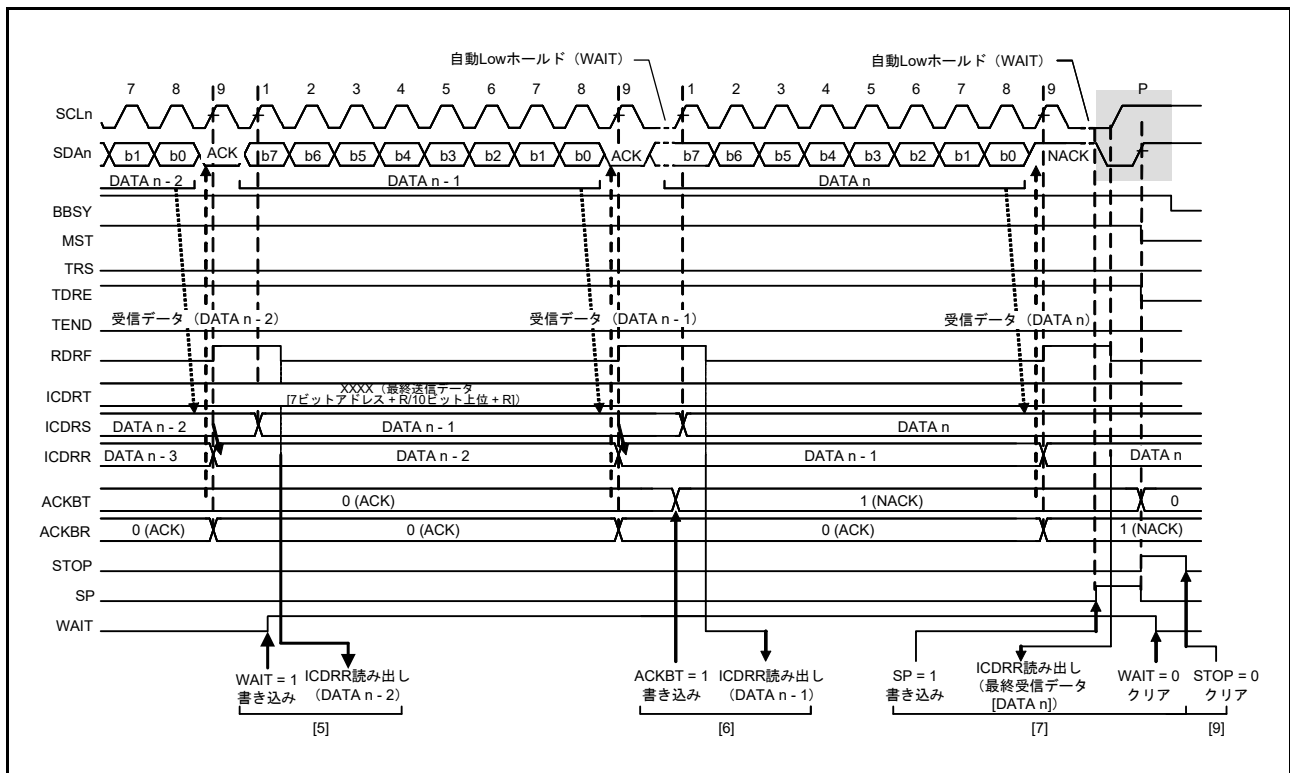 自動Lowホールド（WAIT） 自動Lowホールド（WAIT）
7 8 9 1 2 3 4 5 6 7 8 9 1 2 3 4 5 6 7 8 9 P
SCLn
SDAn b1 b0 ACK b7 b6 b5 b4 b3 b2 b1 b0 ACK b7 b6 b5 b4 b3 b2 b1 b0 NACK
DATA n - 2 DATA n - 1 DATA n
BBSY
MST
TRS
TDRE
受信データ（DATA n - 2） 受信データ（DATA n - 1） 受信データ（DATA n）
TEND
RDRF
ICDRT XXXX（最終送信データ
[7ビットアドレス + R/10ビット上位 + R]）
ICDRS DATA n - 2 DATA n - 1 DATA n
ICDRR DATA n - 3 DATA n - 2 DATA n - 1 DATA n
ACKBT 0 (ACK) 1 (NACK) 0
ACKBR 0 (ACK) 0 (ACK) 0 (ACK) 1 (NACK)
STOP
SP
WAIT
WAIT = 1
書き込み
ICDRR読み出し
（DATA n - 2）
[5]
ACKBT = 1
書き込み
ICDRR読み出し
（DATA n - 1）
[6]
SP = 1
書き込み
ICDRR読み出し
（最終受信データ
[DATA n]）
WAIT = 0
クリア
STOP = 0
クリア
[7] [9]